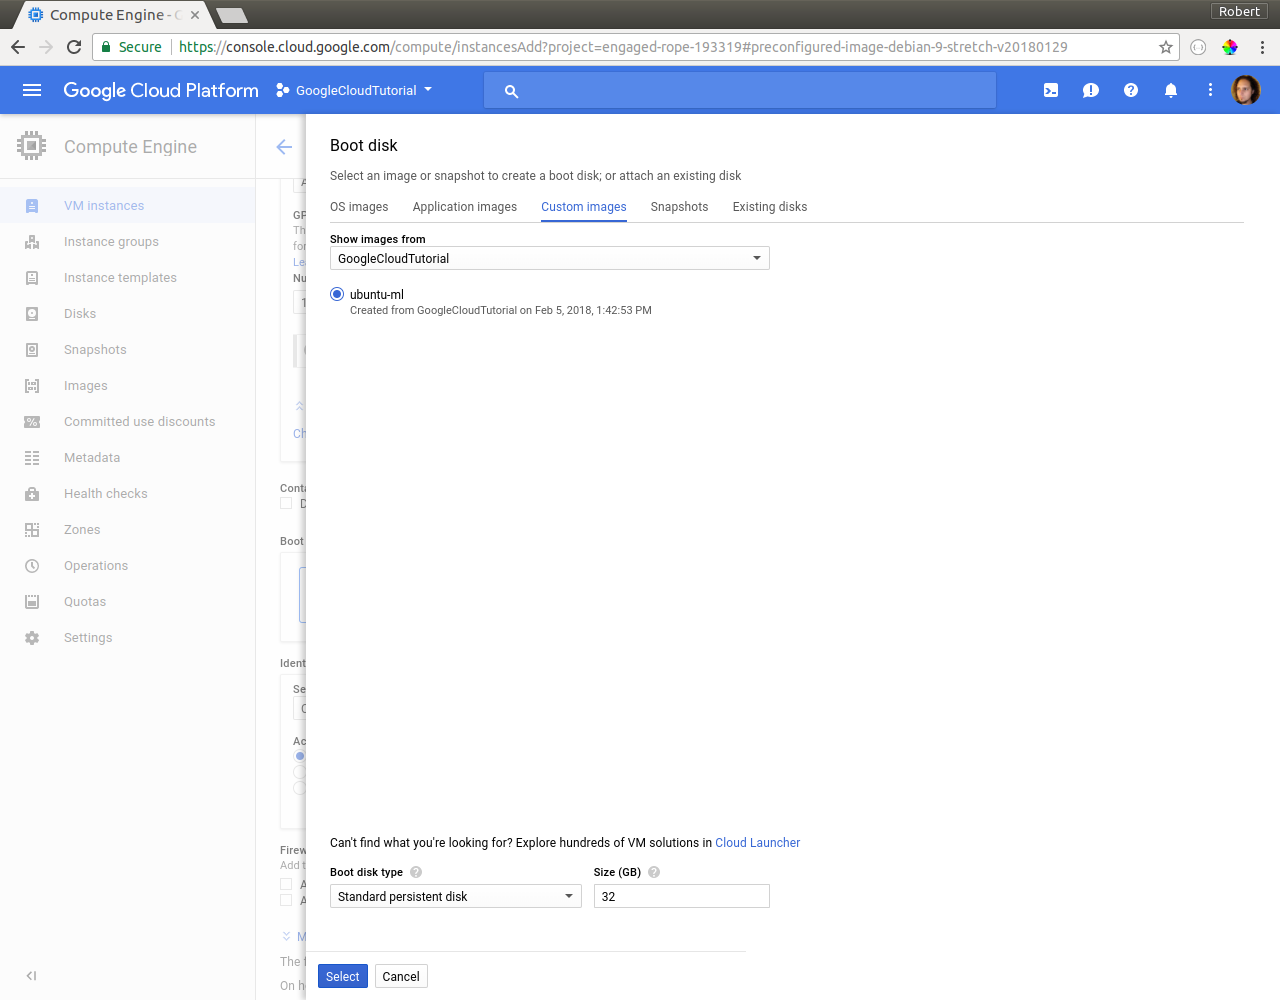 Compute Engine - G
Robert
Secure
https://console.cloud.google.com/compute/instancesAdd?project=engaged-rope-193319#preconfigured-image-debian-9-stretch-v20180129
Google Cloud Platform
GoogleCloudTutorial
Compute Engine
VM instances
Instance groups
Instance templates
Disks
Snapshots
Images
Committed use discounts
Metadata
Health checks
Zones
Operations
Quotas
Settings
Boot disk
Select an image or snapshot to create a boot disk; or attach an existing disk
OS images Application images Custom images Snapshots Existing disks
Show images from
GoogleCloudTutorial
ubuntu-ml
Created from GoogleCloudTutorial on Feb 5, 2018, 1:42:53 PM
Boot
Can't find what you're looking for? Explore hundreds of VM solutions in Cloud Launcher
Boot disk type Size (GB)
Standard persistent disk 32
Select Cancel